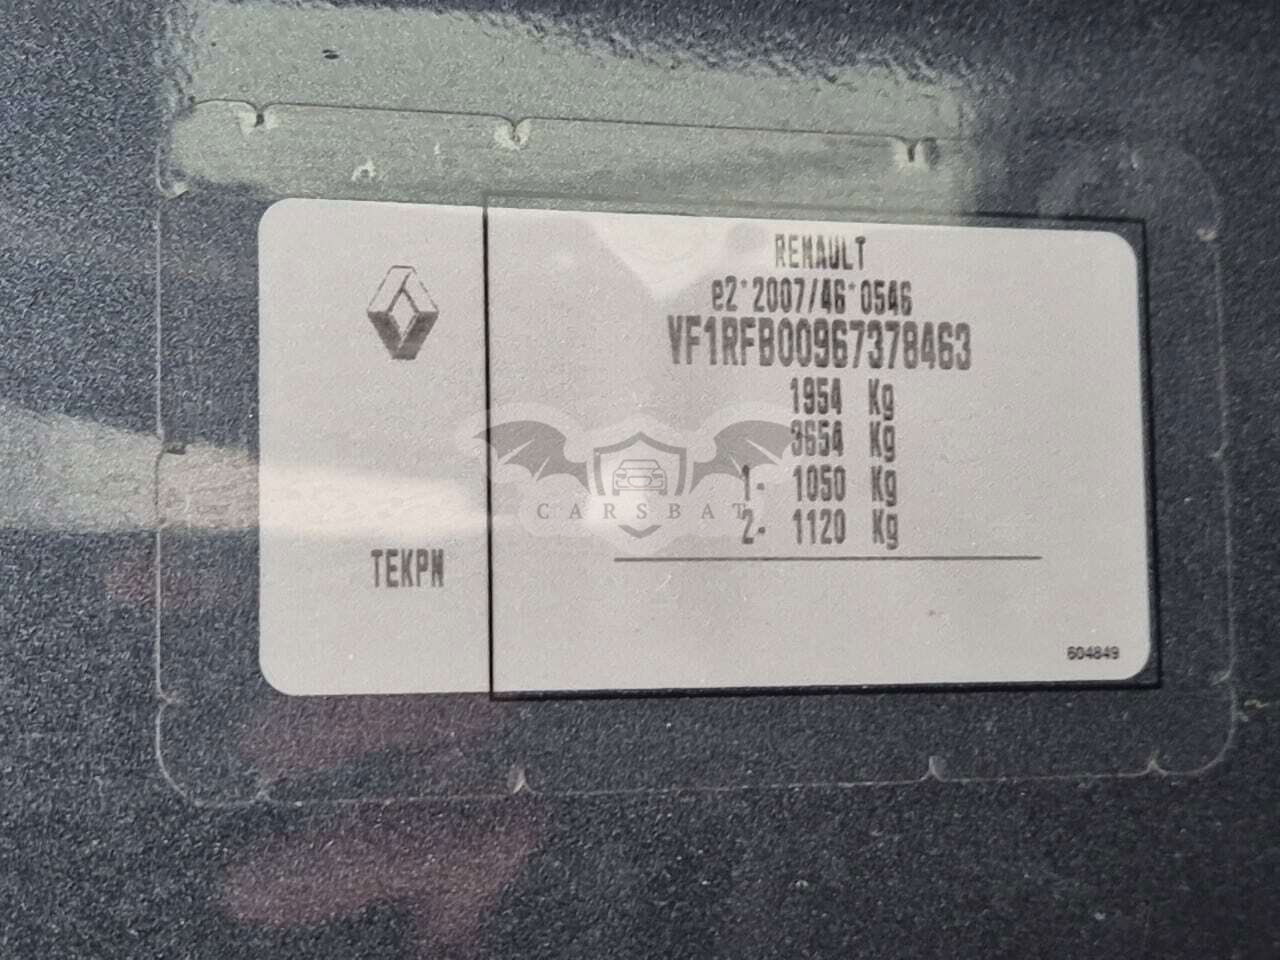 RENAULT
e2*2007/46*0546
VF1RFB00967378463
1954 Kg
3654 Kg
1- 1050 Kg
2- 1120 Kg
CARSBAT
TEKPN
604849